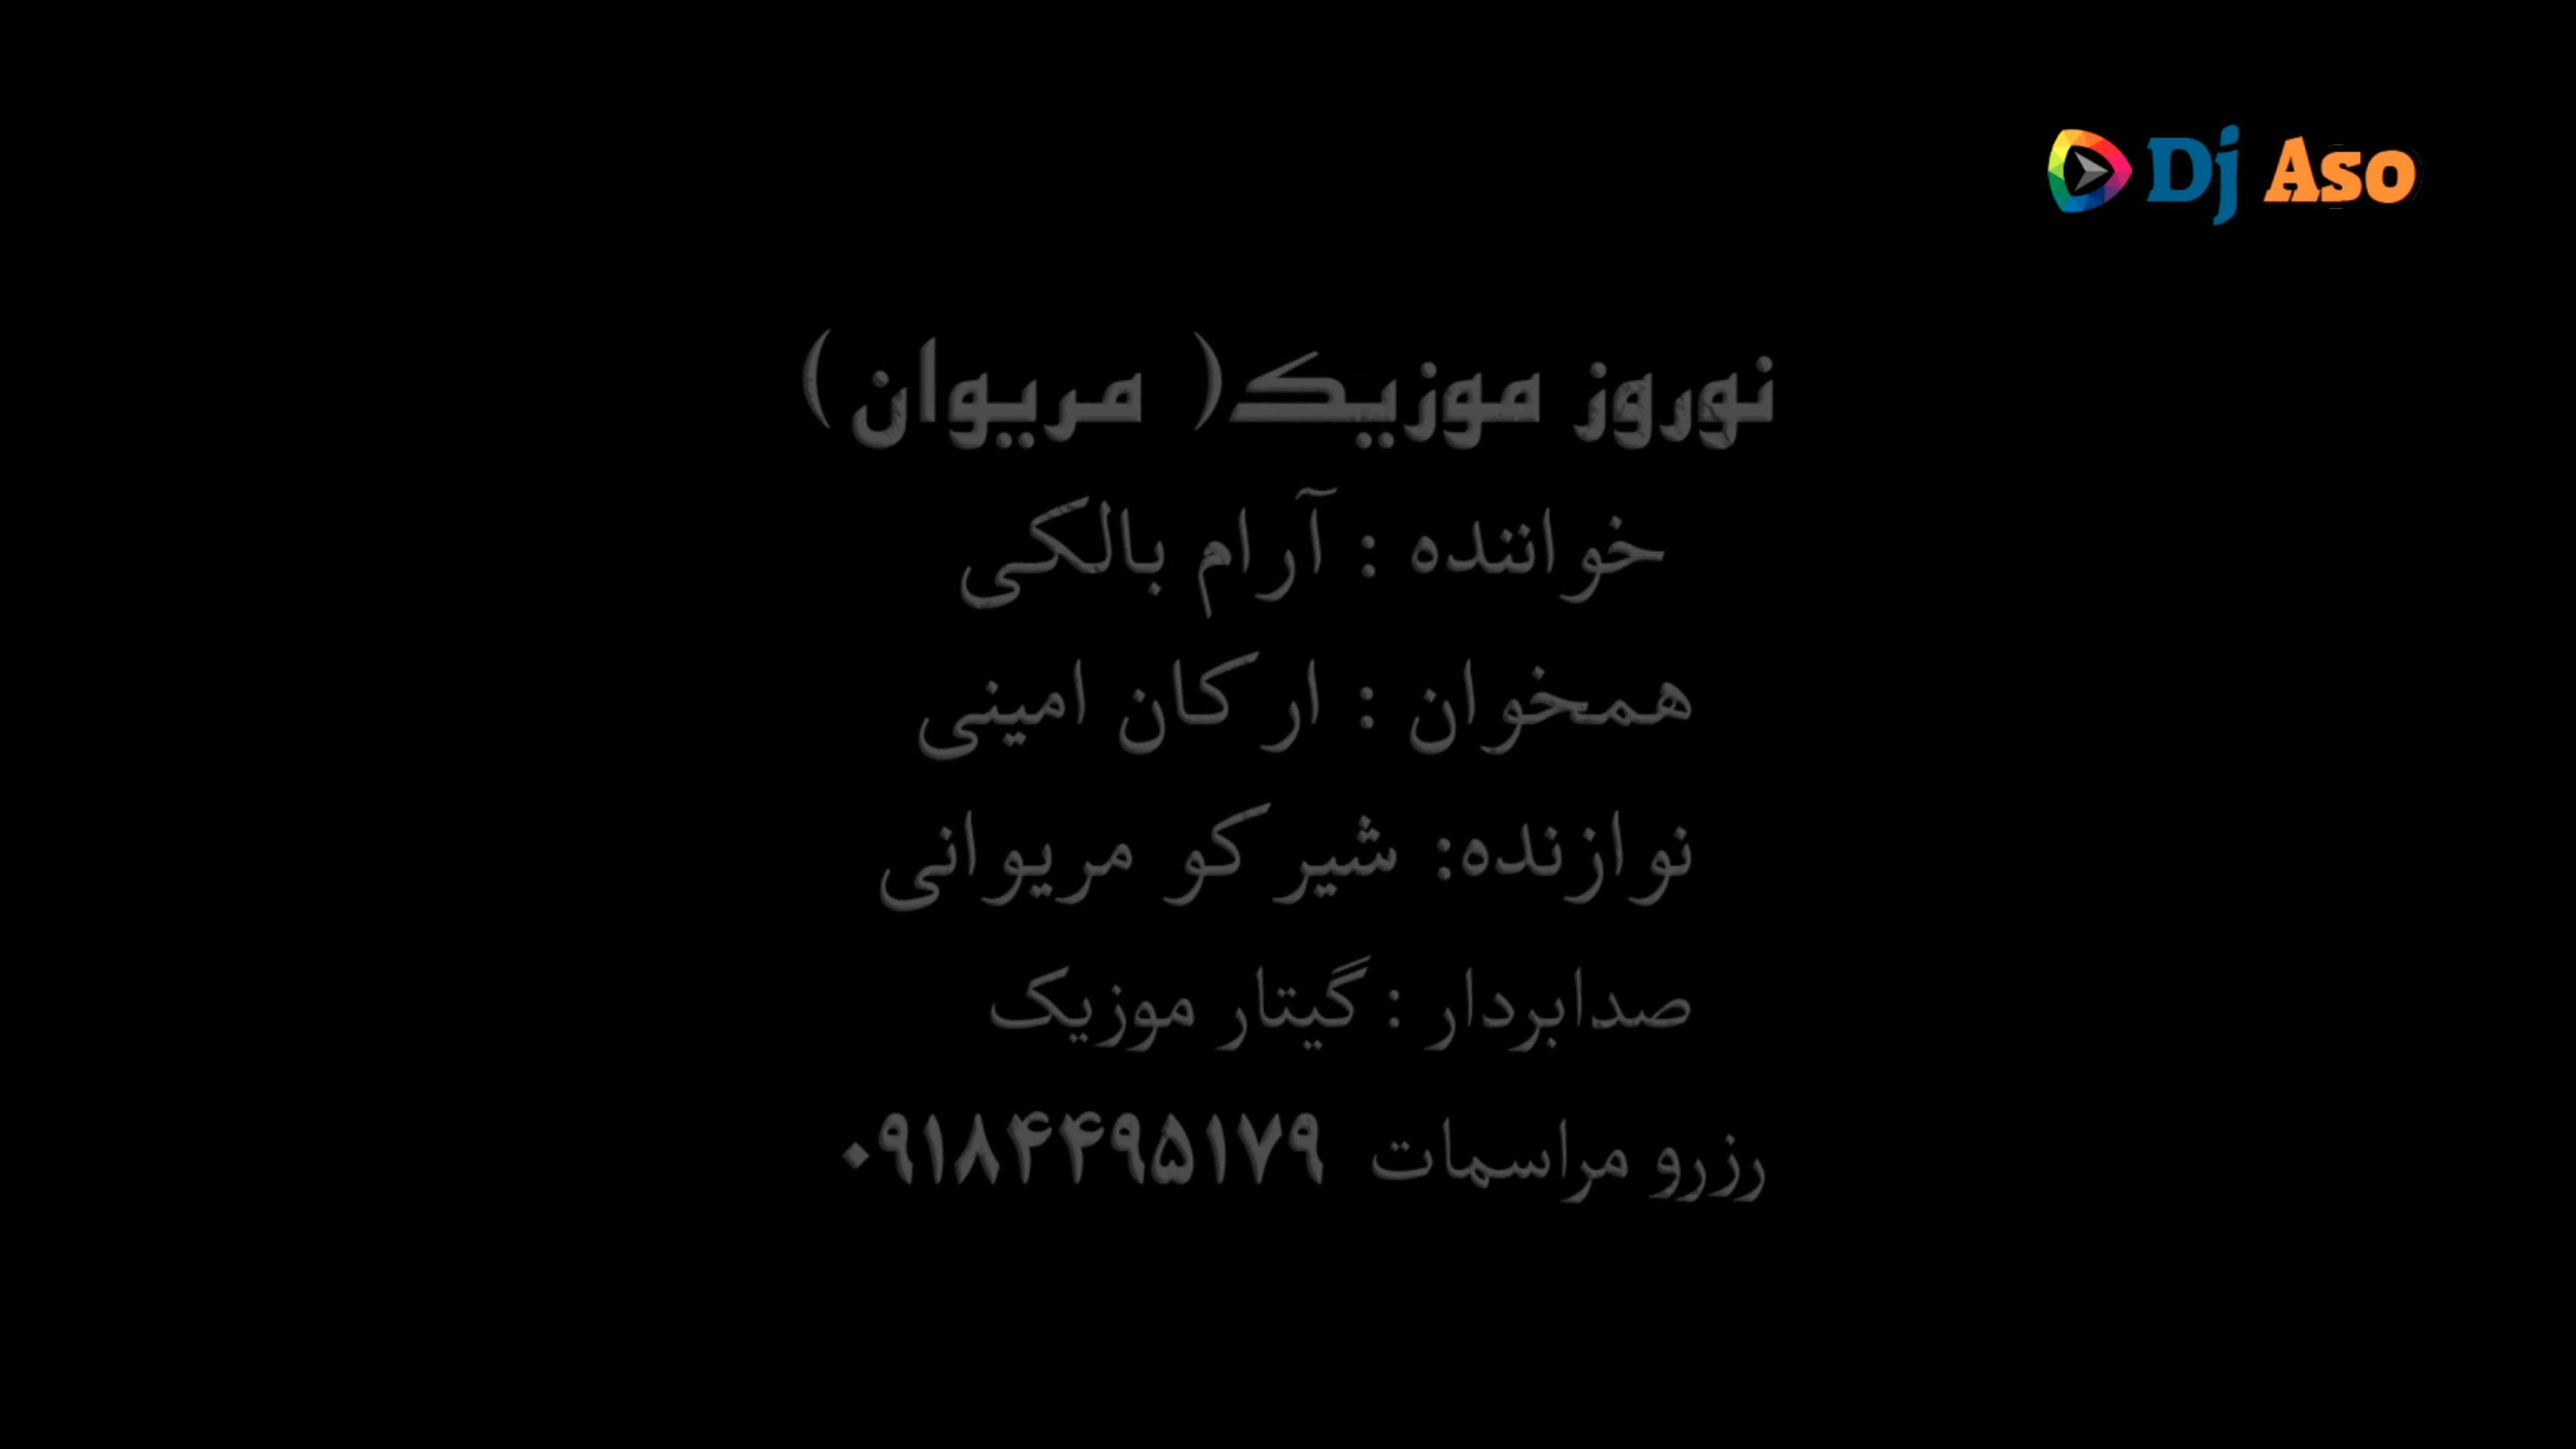 Dj Aso
نوروز موزیک( مریوان)
خواننده : آرام بالکی
همخوان : ارکان امینی
نوازنده: شیرکو مریوانی
صدابردار : گیتار موزیک
رزرو مراسمات ۰۹۱۸۴۴۹۵۱۷۹